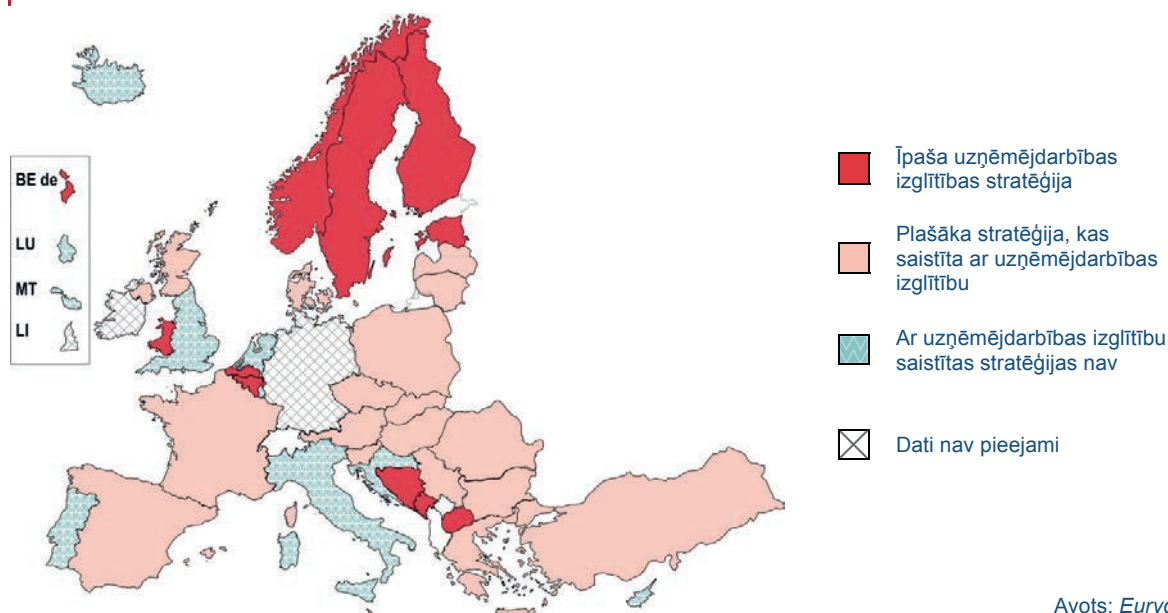 BE de
LU
MT
LI
Īpaša uzņēmējdarbības
izglītības stratēģija
Plašāka stratēģija, kas
saistīta ar uzņēmējdarbības
izglītību
Ar uzņēmējdarbības izglītību
saistītas stratēģijas nav
Dati nav pieejami
Avots: Eury